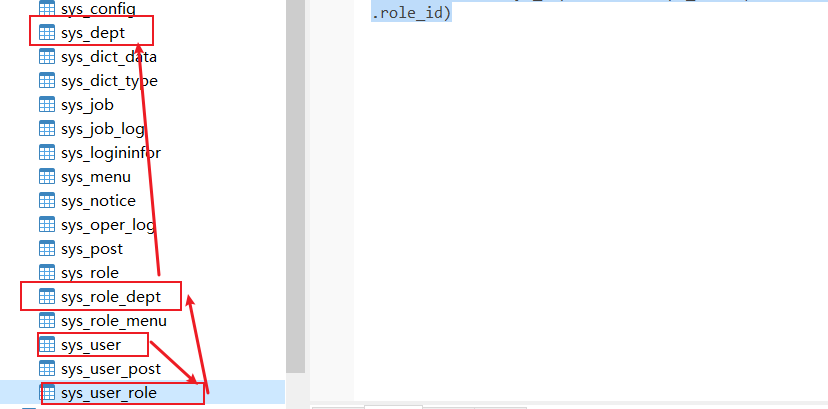 sys_config
.role_id)
sys_dept
sys_dict_data
sys_dict_type
sys_job
sys_job_log
sys_logininfor
sys_menu
sys_notice
sys_oper_log
sys_post
sys_role
sys_role_dept
sys_role_menu
sys_user
sys_user_post
sys_user_role